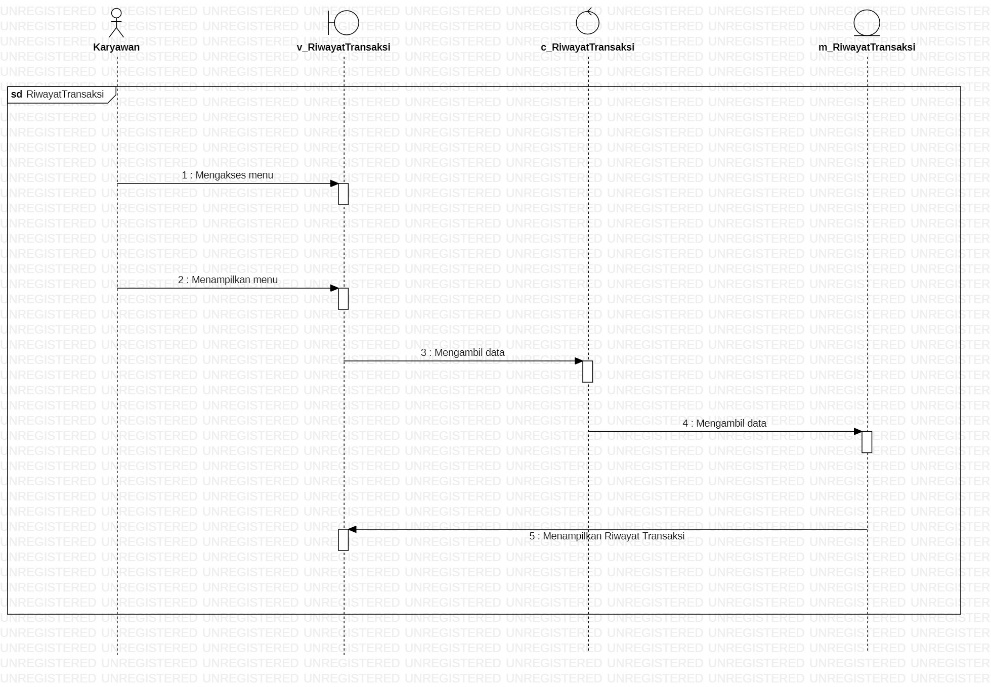 Karyawan
v_RiwayatTransaksi
c_RiwayatTransaksi
m_RiwayatTransaksi
sd RiwayatTransaksi
1 : Mengakses menu
2 : Menampilkan menu
3 : Mengambil data
4 : Mengambil data
5 : Menampilkan Riwayat Transaksi
UNREGISTERED